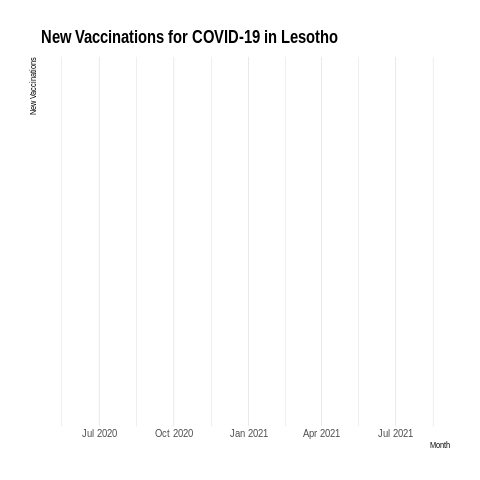 New Vaccinations for COVID-19 in Lesotho
New Vaccinations
Jul 2020 Oct 2020 Jan 2021 Apr 2021 Jul 2021
Month